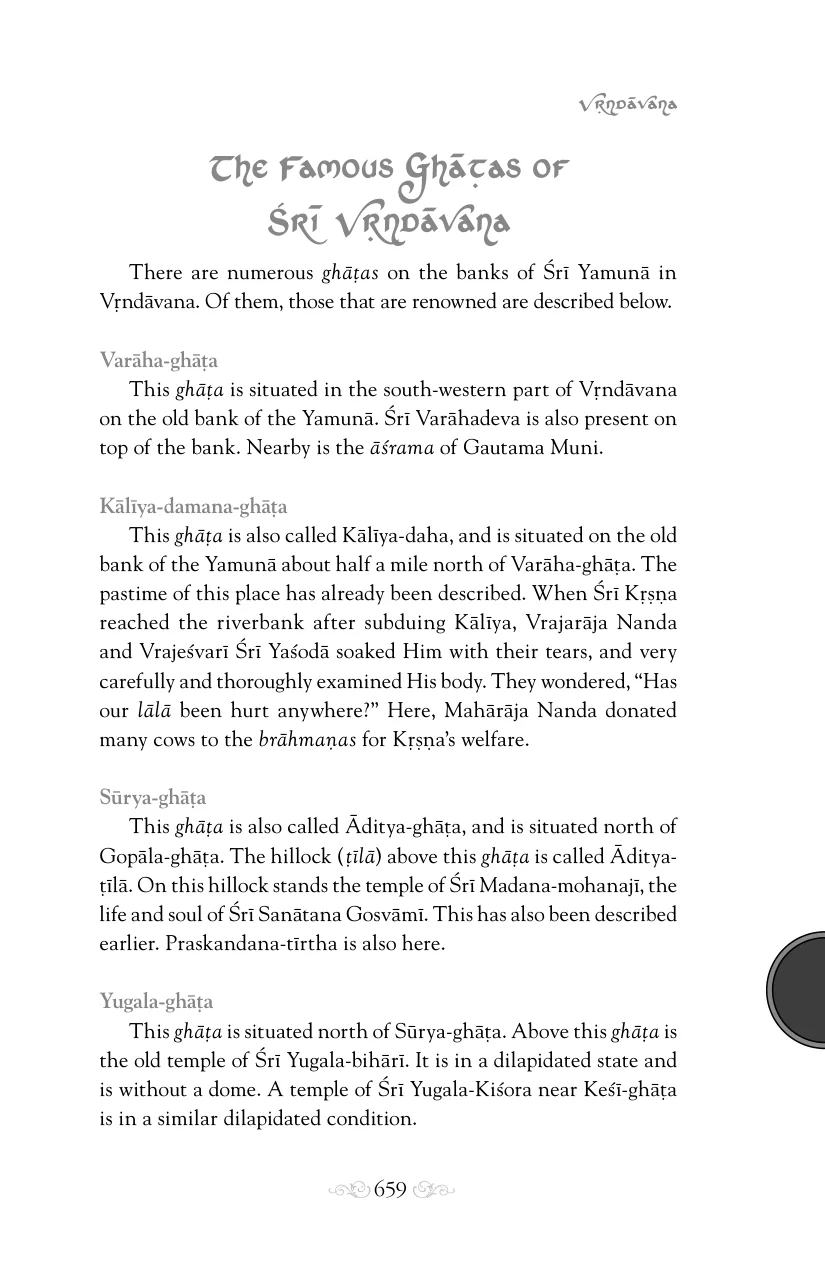 Vṛndāvana
The Famous Ghāṭas of
Śrī Vṛndāvana
There are numerous ghāṭas on the banks of Śrī Yamunā in
Vṛndāvana. Of them, those that are renowned are described below.
Varāha-ghāṭa
This ghāṭa is situated in the south-western part of Vṛndāvana
on the old bank of the Yamunā. Śrī Varāhadeva is also present on
top of the bank. Nearby is the āśrama of Gautama Muni.
Kālīya-damana-ghāṭa
This ghāṭa is also called Kālīya-daha, and is situated on the old
bank of the Yamunā about half a mile north of Varāha-ghāṭa. The
pastime of this place has already been described. When Śrī Kṛṣṇa
reached the riverbank after subduing Kālīya, Vrajarāja Nanda
and Vrajeśvarī Śrī Yaśodā soaked Him with their tears, and very
carefully and thoroughly examined His body. They wondered, “Has
our lālā been hurt anywhere?” Here, Mahārāja Nanda donated
many cows to the brāhmaṇas for Kṛṣṇa’s welfare.
Sūrya-ghāṭa
This ghāṭa is also called Āditya-ghāṭa, and is situated north of
Gopāla-ghāṭa. The hillock (ṭīlā) above this ghāṭa is called Āditya-
ṭīlā. On this hillock stands the temple of Śrī Madana-mohanajī, the
life and soul of Śrī Sanātana Gosvāmī. This has also been described
earlier. Praskandana-tīrtha is also here.
Yugala-ghāṭa
This ghāṭa is situated north of Sūrya-ghāṭa. Above this ghāṭa is
the old temple of Śrī Yugala-bihārī. It is in a dilapidated state and
is without a dome. A temple of Śrī Yugala-Kiśora near Keśī-ghāṭa
is in a similar dilapidated condition.
659